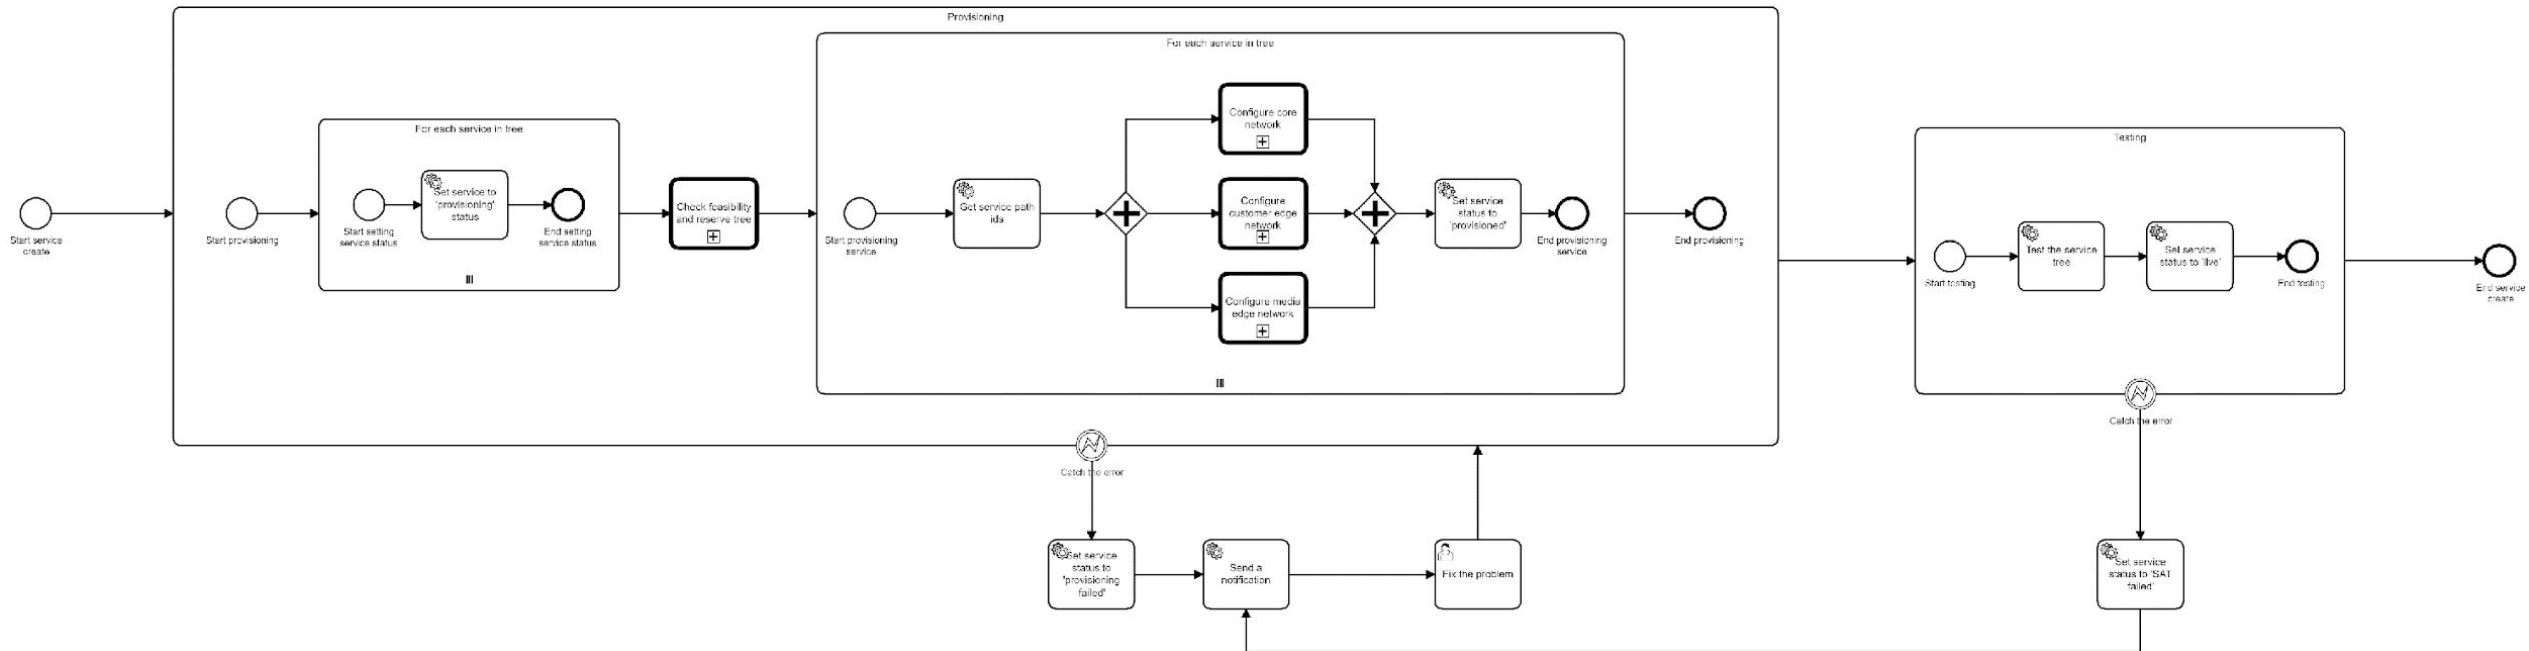 Provisioning
For each service in tree
Configure core
network
For each service in tree
Set service to
'provisioning'
status
Start setting
service status
End setting
service status
Start service
create
Start provisioning
Check feasibility
and reserve tree
Start provisioning
service
Get service path
ids
Configure
customer edge
network
Configure media
edge network
Set service
status to
'provisioned'
End provisioning
service
End provisioning
Testing
Start testing
Test the service
tree
Set service
status to 'live'
End testing
End service
create
Catch the error
Catch the error
Set service
status to
'provisioning
failed'
Send a
notification
Fix the problem
Set service
status to 'SAT
failed'